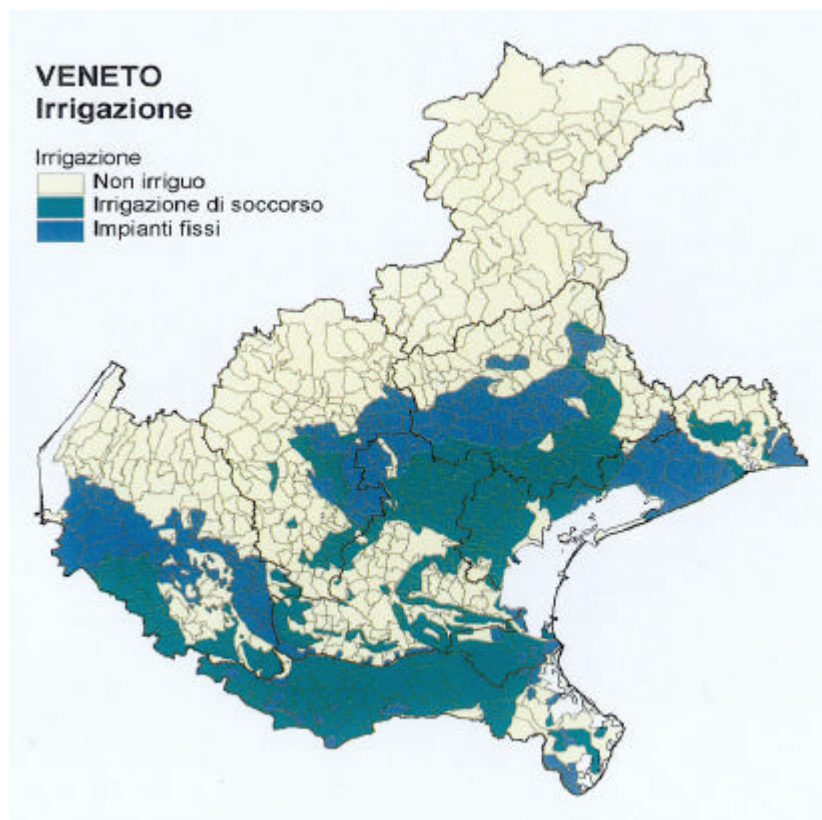 VENETO
Irrigazione
Irrigazione
Non irriguo
Irrigazione di soccorso
Impianti fissi